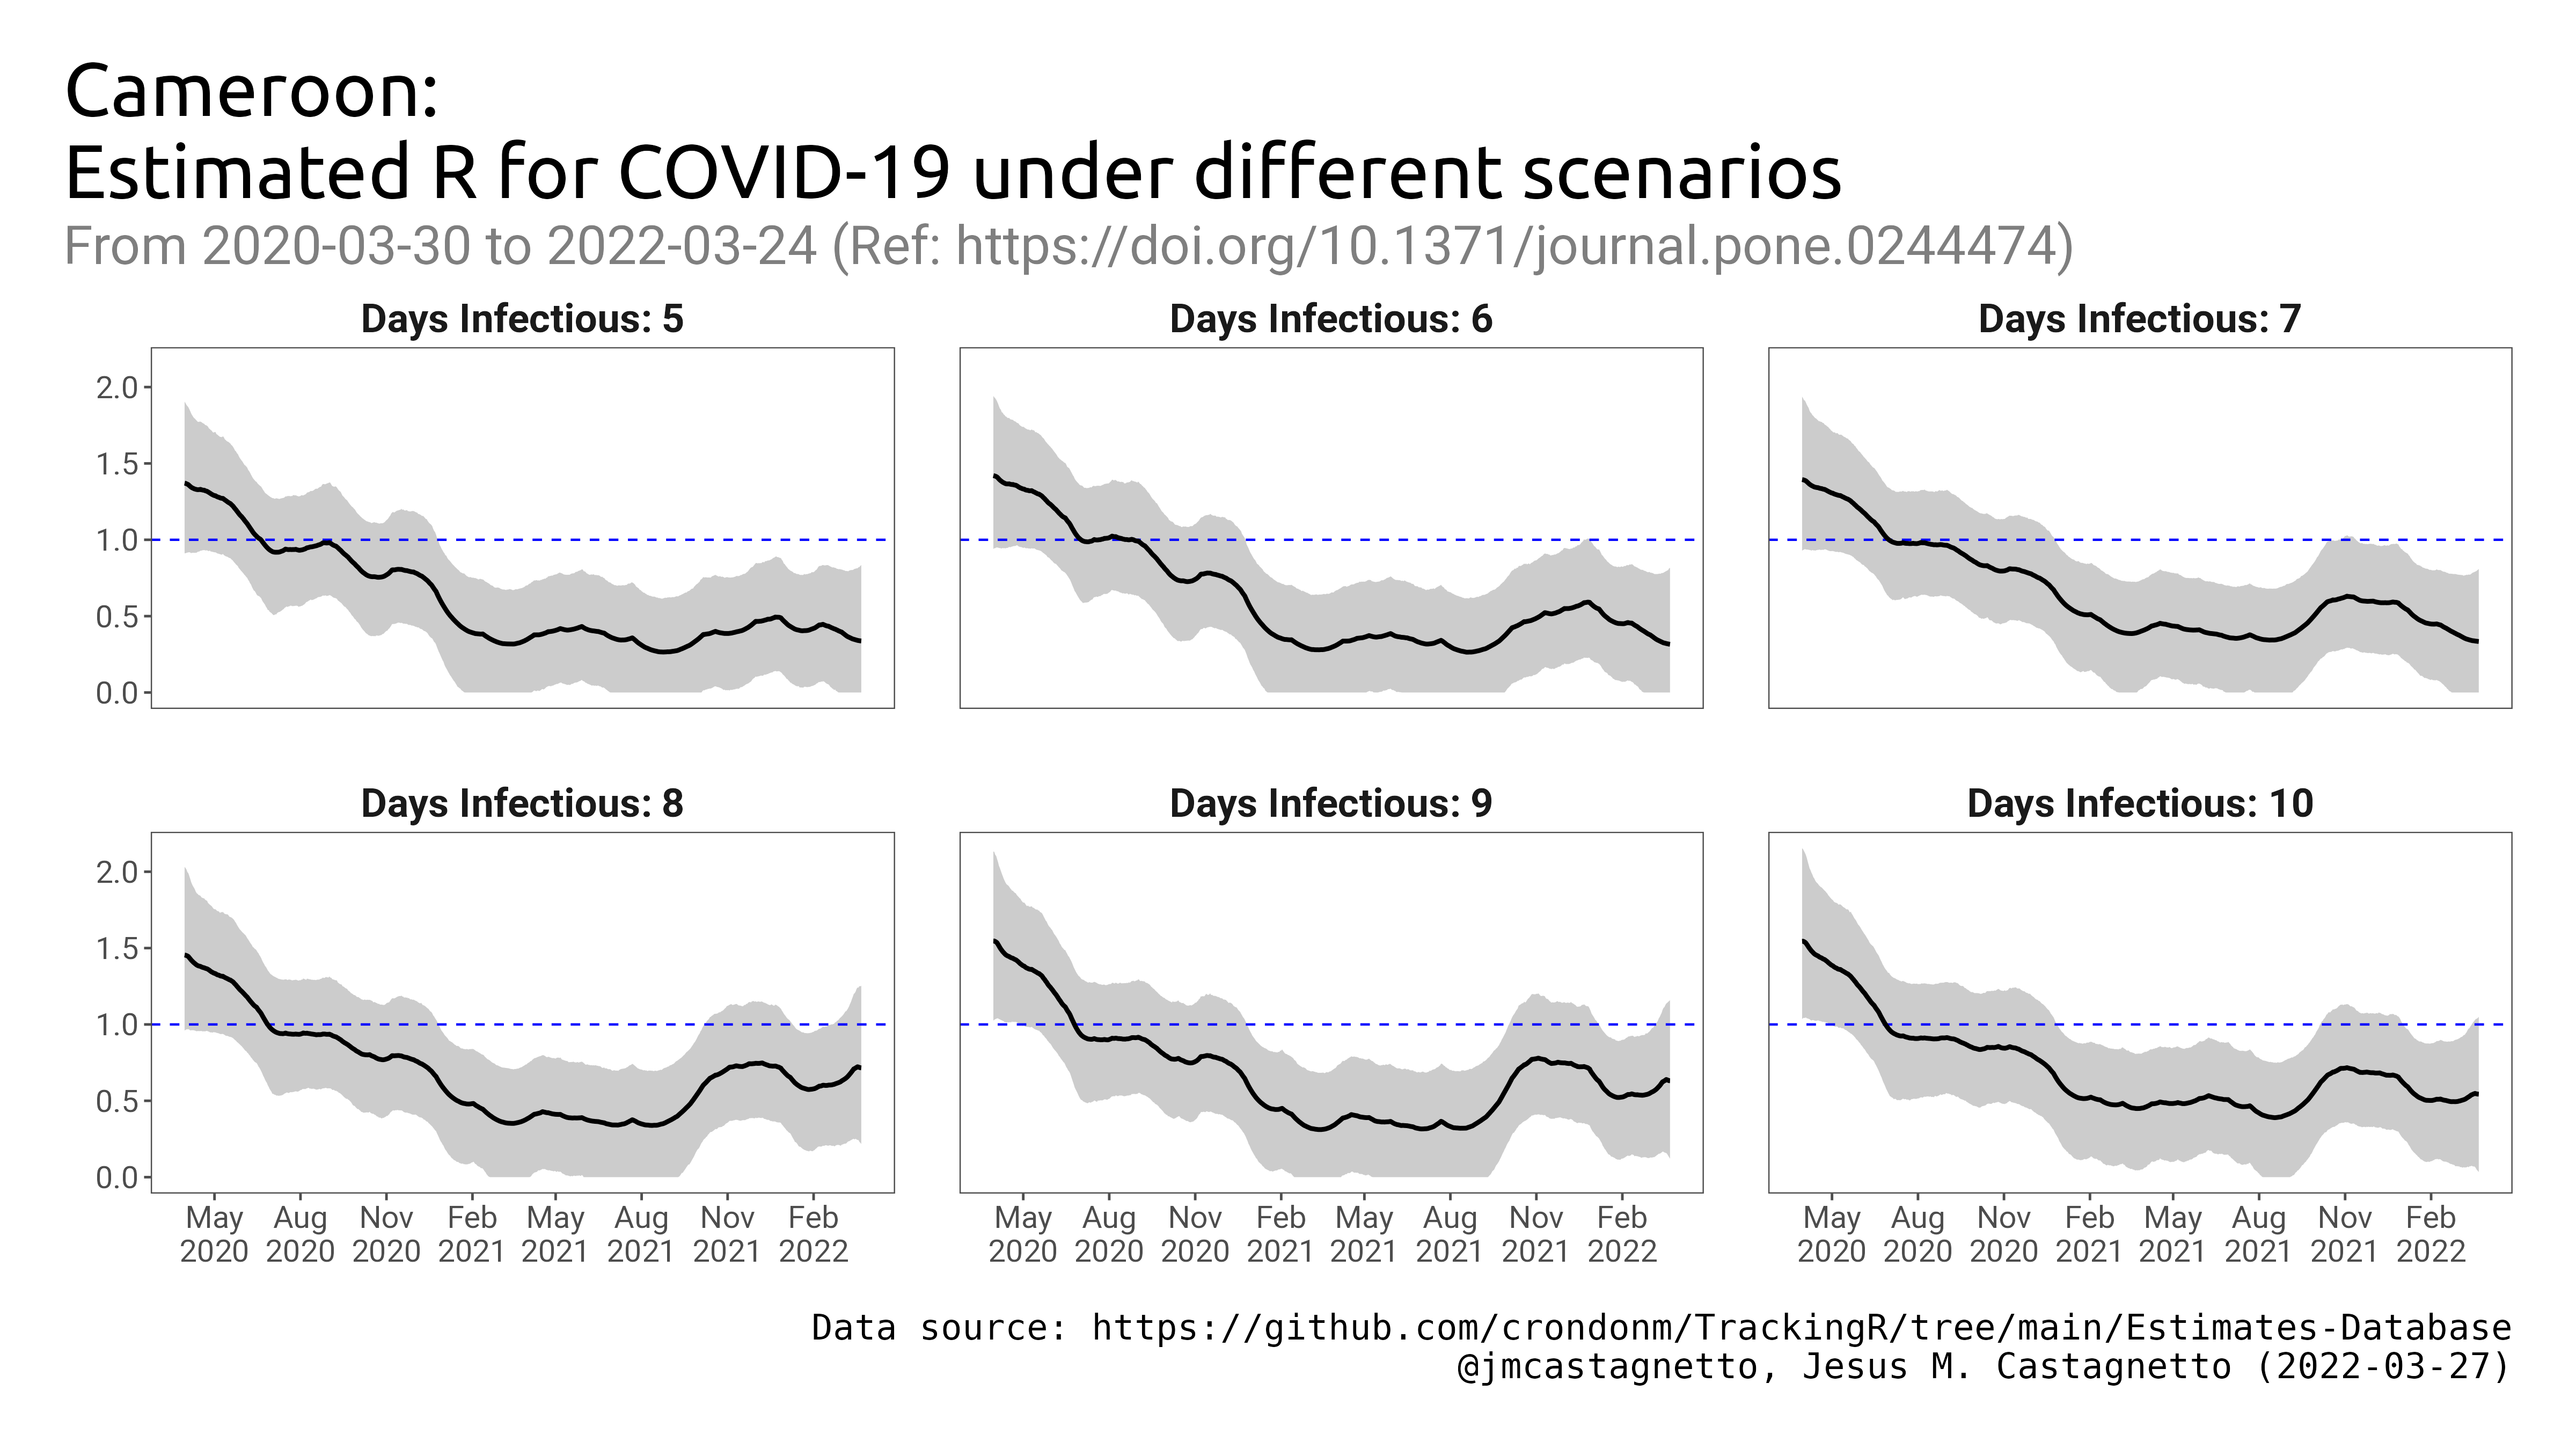 Cameroon:
Estimated R for COVID-19 under different scenarios
From 2020-03-30 to 2022-03-24 (Ref: https://doi.org/10.1371/journal.pone.0244474)
Days Infectious: 5
Days Infectious: 6
Days Infectious: 7
2.0
1.5
1.0
0.5
0.0
Days Infectious: 8
Days Infectious: 9
Days Infectious: 10
2.0
1.5
1.0
0.5
0.0
May Aug Nov Feb May Aug Nov Feb
2020 2020 2020 2021 2021 2021 2021 2022
May Aug Nov Feb May Aug Nov Feb
2020 2020 2020 2021 2021 2021 2021 2022
May Aug Nov Feb May Aug Nov Feb
2020 2020 2020 2021 2021 2021 2021 2022
Data source: https://github.com/crondonm/TrackingR/tree/main/Estimates-Database
@jmcastagnetto, Jesus M. Castagnetto (2022-03-27)